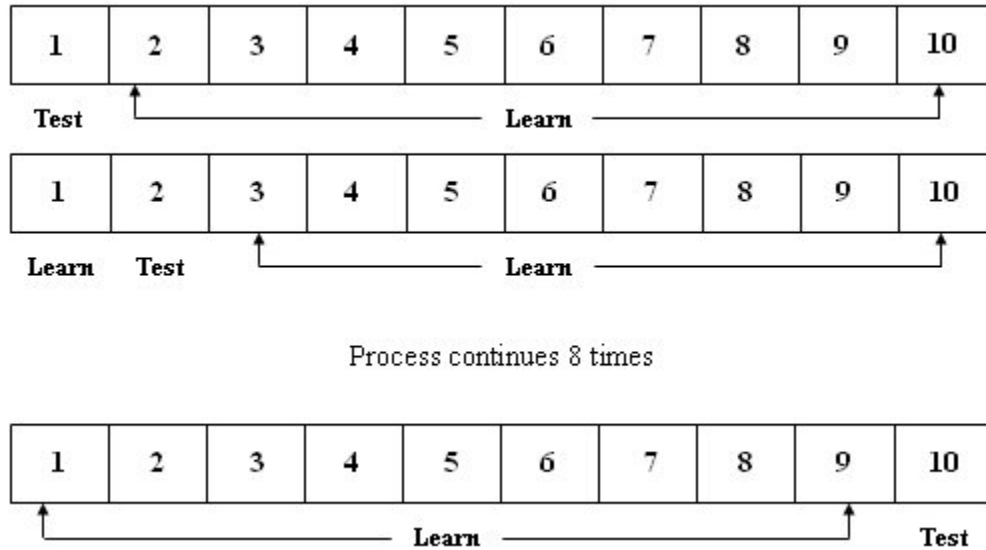 1 2 3 4 5 6 7 8 9 10
Test Learn
1 2 3 4 5 6 7 8 9 10
Learn Test Learn
Process continues 8 times
1 2 3 4 5 6 7 8 9 10
Learn Test